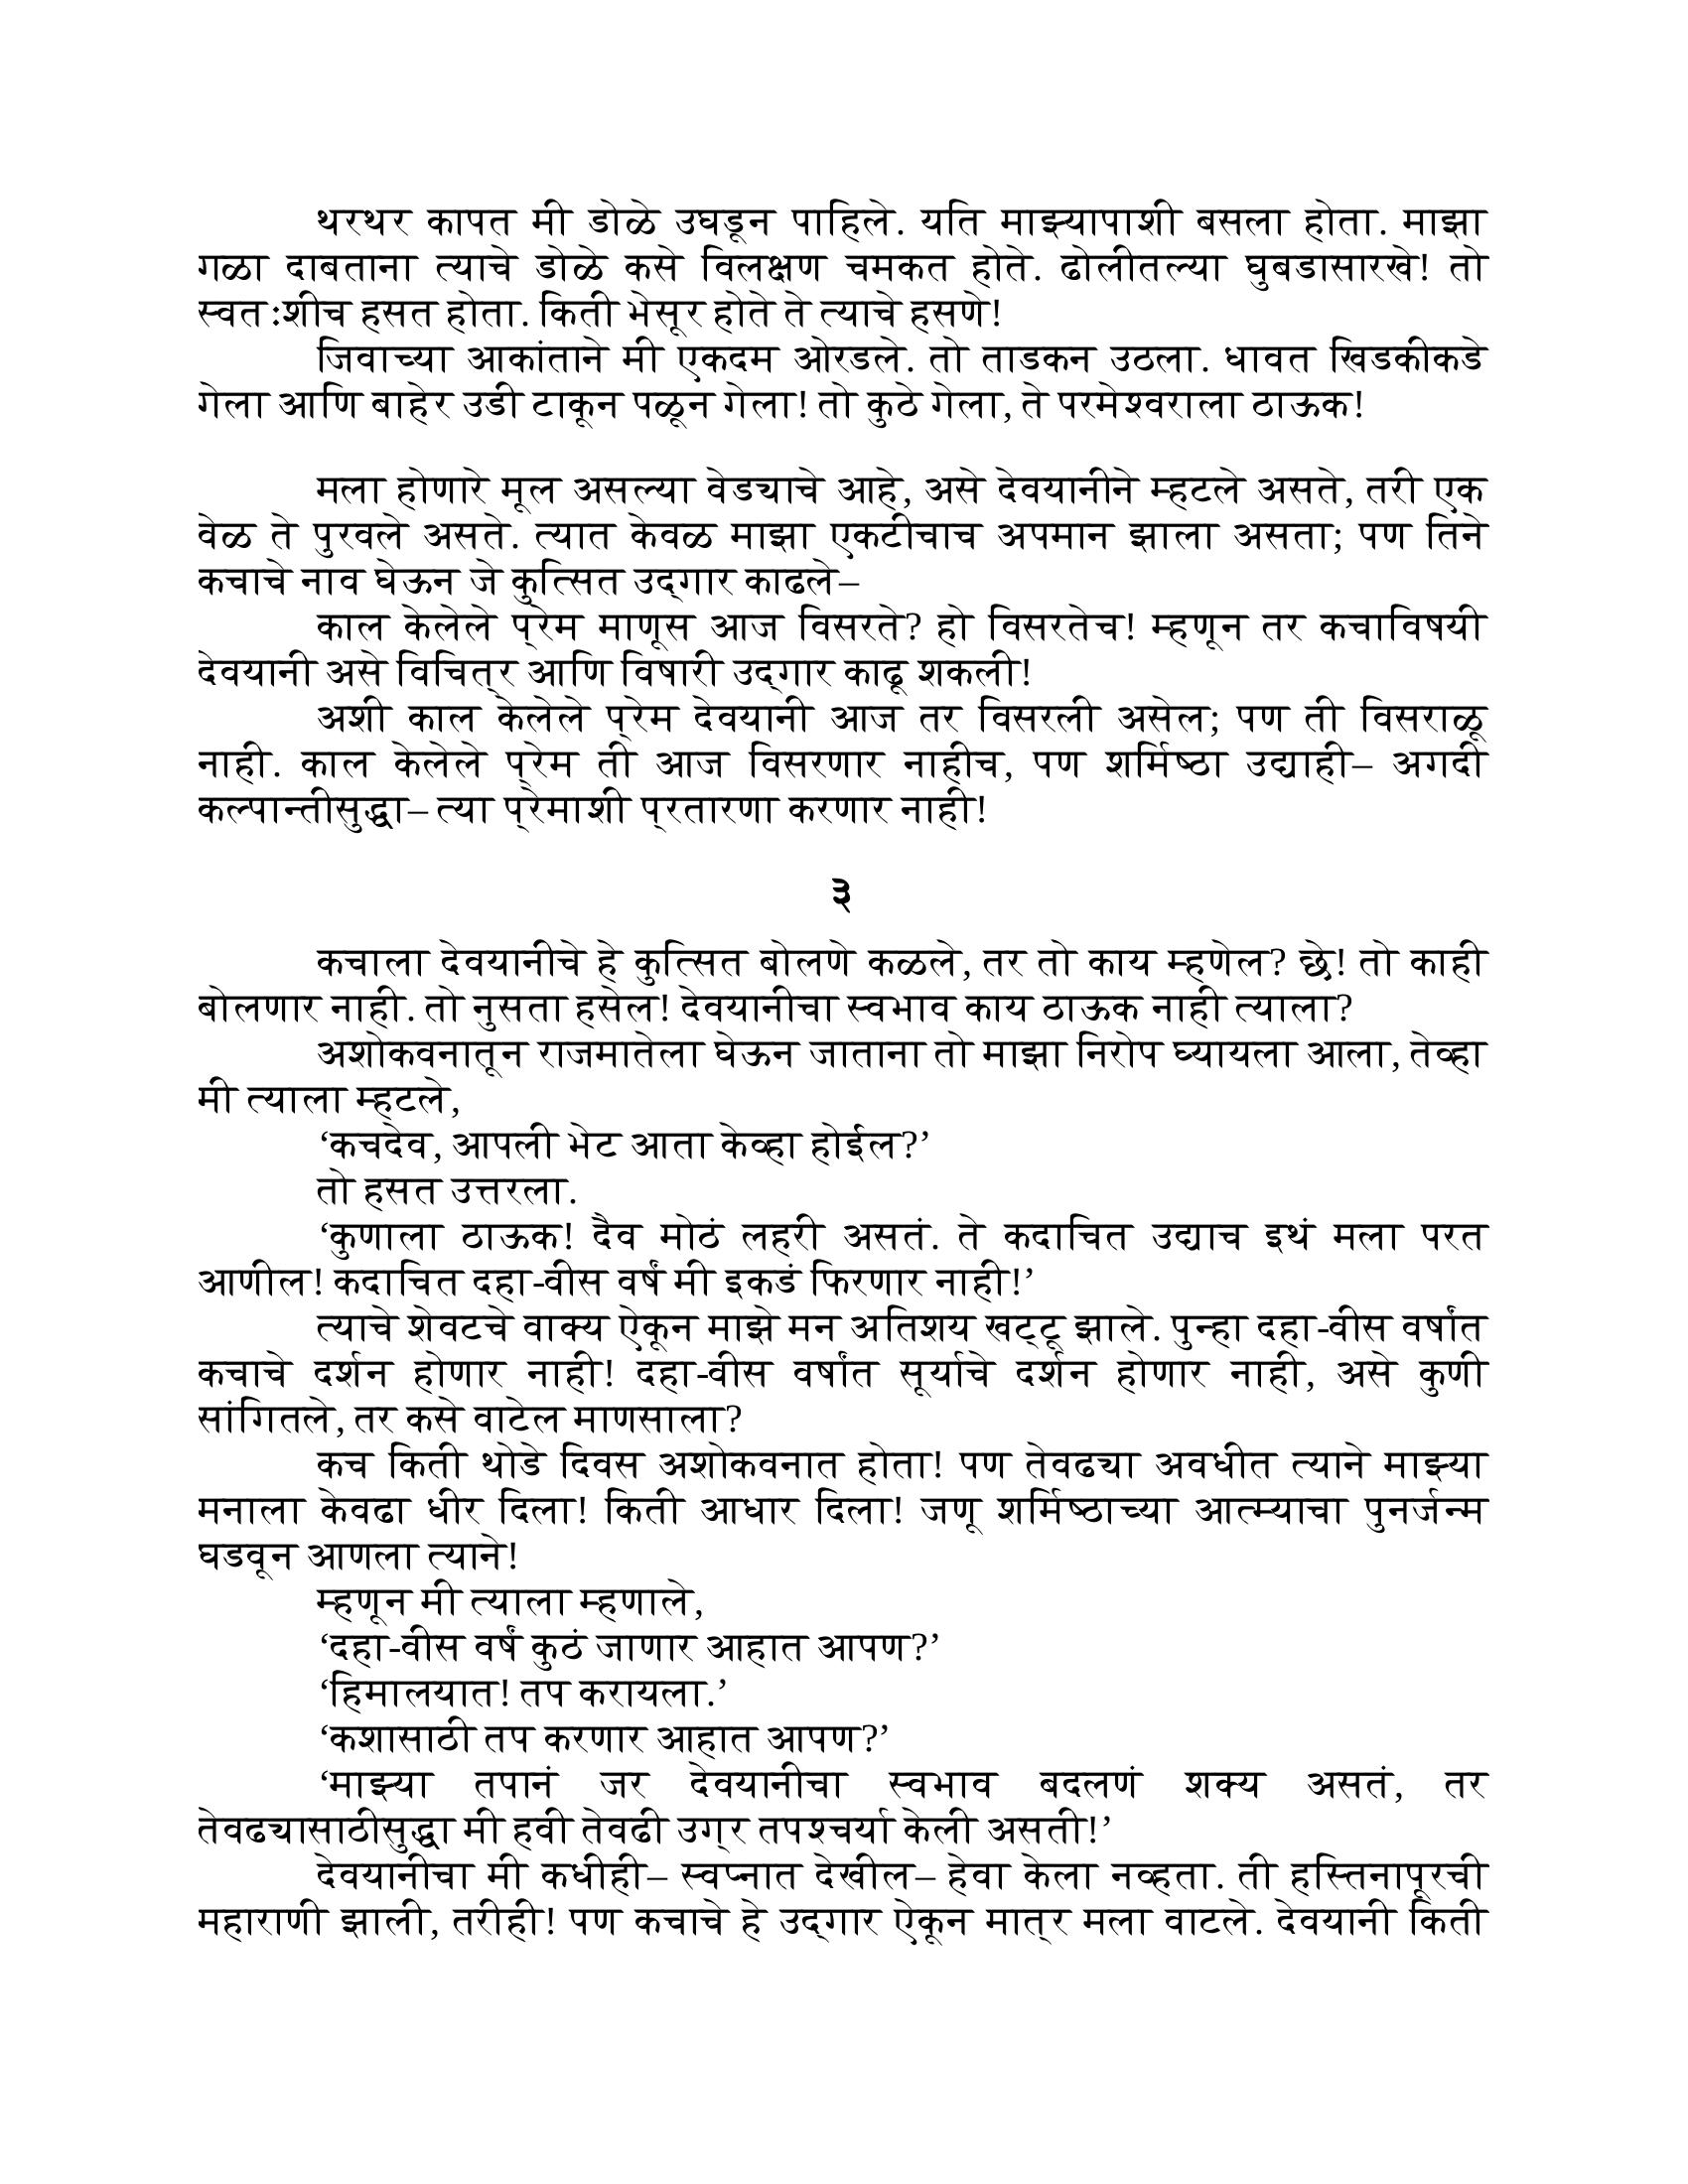 थरथर कापत मी डोळे उघडून पाहिले. यति माझ्यापाशी बसला होता. माझा
गळा दाबताना त्याचे डोळे कसे विलक्षण चमकत होते. ढोलीतल्या घुबडासारखे! तो
स्वतःशीच हसत होता. किती भेसूर होते ते त्याचे हसणे!
जिवाच्या आकांताने मी एकदम ओरडले. तो ताडकन उठला. धावत खिडकीकडे
गेला आणि बाहेर उडी टाकून पळून गेला! तो कुठे गेला, ते परमेश्वराला ठाऊक!
मला होणारे मूल असल्या वेड्याचे आहे, असे देवयानीने म्हटले असते, तरी एक
वेळ ते पुरवले असते. त्यात केवळ माझा एकटीचाच अपमान झाला असता; पण तिने
कचाचे नाव घेऊन जे कुत्सित उद्‌गार काढले–
काल केलेले प्रेम माणूस आज विसरते? हो विसरतेच! म्हणून तर कचाविषयी
देवयानी असे विचित्र आणि विषारी उद्‌गार काढू शकली!
अशी काल केलेले प्रेम देवयानी आज तर विसरली असेल; पण ती विसराळू
नाही. काल केलेले प्रेम ती आज विसरणार नाहीच, पण शर्मिष्ठा उद्याही– अगदी
कल्पान्तीसुद्धा– त्या प्रेमाशी प्रतारणा करणार नाही!
३
कचाला देवयानीचे हे कुत्सित बोलणे कळले, तर तो काय म्हणेल? छे! तो काही
बोलणार नाही. तो नुसता हसेल! देवयानीचा स्वभाव काय ठाऊक नाही त्याला?
अशोकवनातून राजमातेला घेऊन जाताना तो माझा निरोप घ्यायला आला, तेव्हा
मी त्याला म्हटले,
‘कचदेव, आपली भेट आता केव्हा होईल?’
तो हसत उत्तरला.
‘कुणाला ठाऊक! दैव मोठं लहरी असतं. ते कदाचित उद्याच इथं मला परत
आणील! कदाचित दहा-वीस वर्षं मी इकडं फिरणार नाही!’
त्याचे शेवटचे वाक्य ऐकून माझे मन अतिशय खट्‌टू झाले. पुन्हा दहा-वीस वर्षांत
कचाचे दर्शन होणार नाही! दहा-वीस वर्षांत सूर्याचे दर्शन होणार नाही, असे कुणी
सांगितले, तर कसे वाटेल माणसाला?
कच किती थोडे दिवस अशोकवनात होता! पण तेवढ्या अवधीत त्याने माझ्या
मनाला केवढा धीर दिला! किती आधार दिला! जणू शर्मिष्ठाच्या आत्म्याचा पुनर्जन्म
घडवून आणला त्याने!
म्हणून मी त्याला म्हणाले,
‘दहा-वीस वर्षं कुठं जाणार आहात आपण?’
‘हिमालयात! तप करायला.’
‘कशासाठी तप करणार आहात आपण?’
‘माझ्या तपानं जर देवयानीचा स्वभाव बदलणं शक्य असतं, तर
तेवढ्यासाठीसुद्धा मी हवी तेवढी उग्र तपश्चर्या केली असती!’
देवयानीचा मी कधीही– स्वप्नात देखील– हेवा केला नव्हता. ती हस्तिनापूरची
महाराणी झाली, तरीही! पण कचाचे हे उद्‌गार ऐकून मात्र मला वाटले. देवयानी किती